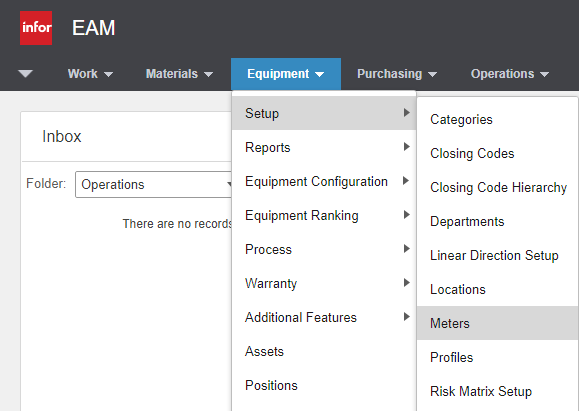 infor EAM
Work Materials Equipment Purchasing Operations
Inbox
Folder: Operations
There are no records
Setup
Reports
Equipment Configuration
Equipment Ranking
Process
Warranty
Additional Features
Assets
Positions
Categories
Closing Codes
Closing Code Hierarchy
Departments
Linear Direction Setup
Locations
Meters
Profiles
Risk Matrix Setup